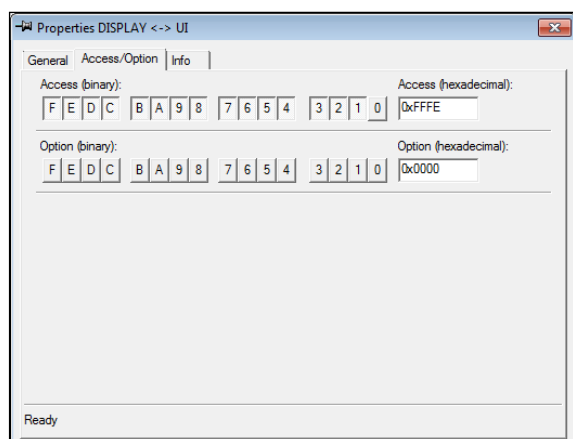 Properties DISPLAY <-> UI
General Access/Option Info
Access (binary): Access (hexadecimal):
F E D C B A 9 8 7 6 5 4 3 2 1 0 0xFFFE
Option (binary): Option (hexadecimal):
F E D C B A 9 8 7 6 5 4 3 2 1 0 0x0000
Ready